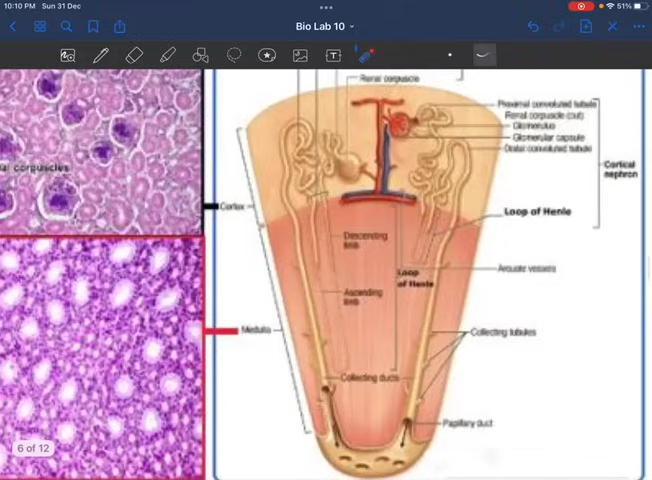 10:10 PM Sun 31 Dec
51%
Bio Lab 10
Renal corpuscle
Proximal convoluted tubule
Renal corpuscle (cut)
Glomerulus
Glomerular capsule
Distal convoluted tubule
Cortical
nephron
al corpuscles
Cortex
Loop of Henle
Descending
limb
Loop
of Henle
Arcuate vessels
Ascending
limb
Medulla
Collecting tubules
Collecting ducts
Papillary duct
6 of 12